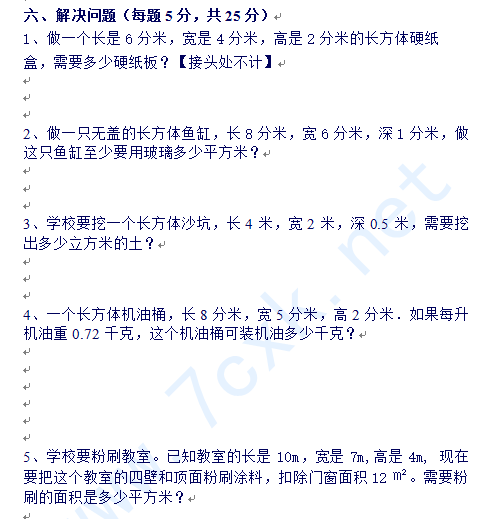 六、解决问题（每题 5 分，共 25 分）
1、做一个长是 6 分米，宽是 4 分米，高是 2 分米的长方体硬纸
盒，需要多少硬纸板？【接头处不计】
2、做一只无盖的长方体鱼缸，长 8 分米，宽 6 分米，深 1 分米，做
这只鱼缸至少要用玻璃多少平方米？
3、学校要挖一个长方体沙坑，长 4 米，宽 2 米，深 0.5 米，需要挖
出多少立方米的土？
4、一个长方体机油桶，长 8 分米，宽 5 分米，高 2 分米．如果每升
机油重 0.72 千克，这个机油桶可装机油多少千克？
5、学校要粉刷教室。已知教室的长是 10m，宽是 7m, 高是 4m, 现在
要把这个教室的四壁和顶面粉刷涂料，扣除门窗面积 12 m²。需要粉
刷的面积是多少平方米？